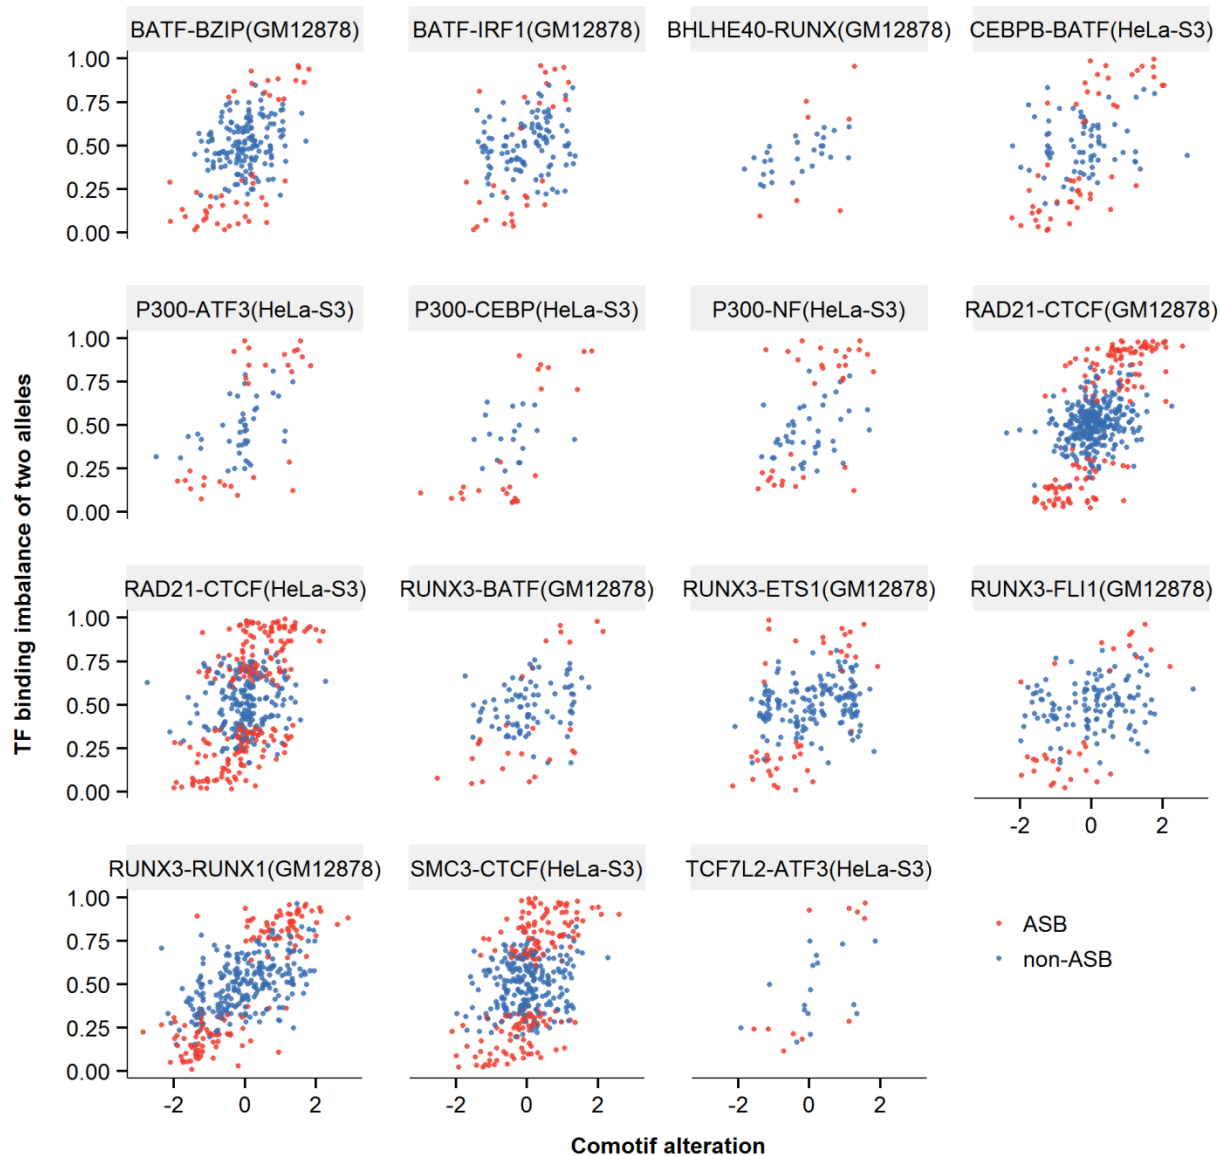 BATF-BZIP(GM12878) BATF-IRF1(GM12878) BHLHE40-RUNX(GM12878) CEBPB-BATF(HeLa-S3)
1.00
0.75
0.50
0.25
0.00
P300-ATF3(HeLa-S3) P300-CEBP(HeLa-S3) P300-NF(HeLa-S3) RAD21-CTCF(GM12878)
1.00
0.75
0.50
0.25
0.00
TF binding imbalance of two alleles
RAD21-CTCF(HeLa-S3) RUNX3-BATF(GM12878) RUNX3-ETS1(GM12878) RUNX3-FLI1(GM12878)
1.00
0.75
0.50
0.25
0.00
-2 0 2
RUNX3-RUNX1(GM12878) SMC3-CTCF(HeLa-S3) TCF7L2-ATF3(HeLa-S3)
1.00
0.75
0.50
0.25
0.00
ASB
non-ASB
-2 0 2 -2 0 2 -2 0 2
Comotif alteration